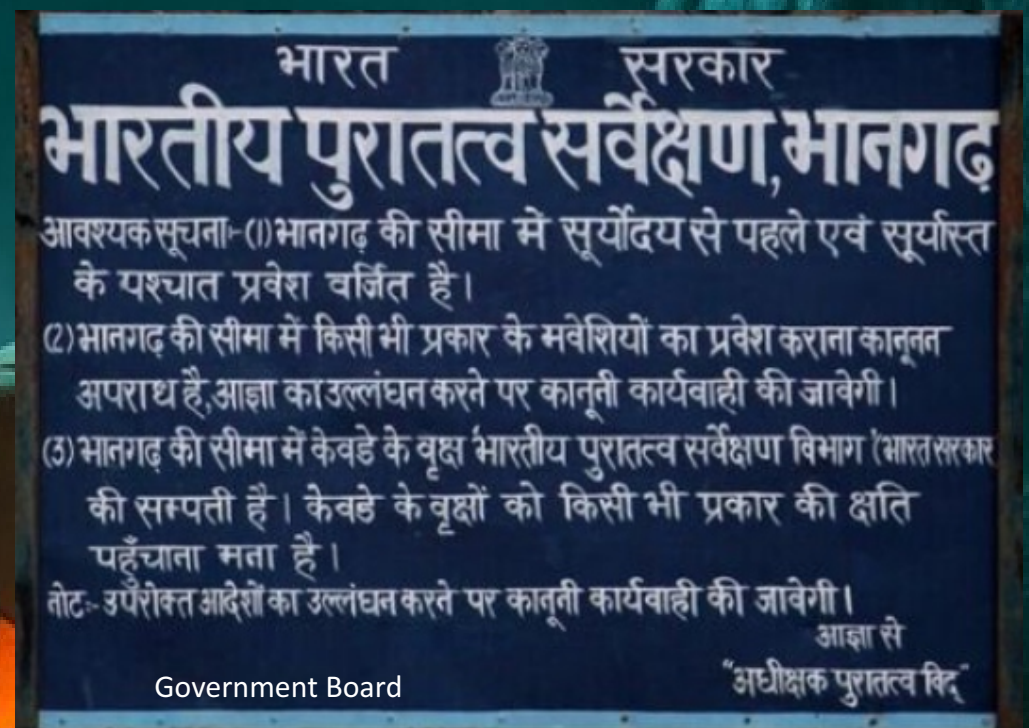 भारत सरकार
भारतीय पुरातत्व सर्वेक्षण, भानगढ़
आवश्यक सूचना:-(1) भानगढ़ की सीमा में सूर्योदय से पहले एवं सूर्यास्त
के पश्चात प्रवेश वर्जित है।
(2) भानगढ़ की सीमा में किसी भी प्रकार के मवेशियों का प्रवेश कराना कानूनन
अपराध है, आज्ञा का उल्लंघन करने पर कानूनी कार्यवाही की जावेगी।
(3) भानगढ़ की सीमा में केवडे के वृक्ष 'भारतीय पुरातत्व सर्वेक्षण विभाग' (भारत सरकार
की सम्पती है। केवडे के वृक्षों को किसी भी प्रकार की क्षति
पहुँचाना मना है।
नोट:- उपरोक्त आदेशों का उल्लंघन करने पर कानूनी कार्यवाही की जावेगी।
आज्ञा से
"अधीक्षक पुरातत्व विद्"
Government Board